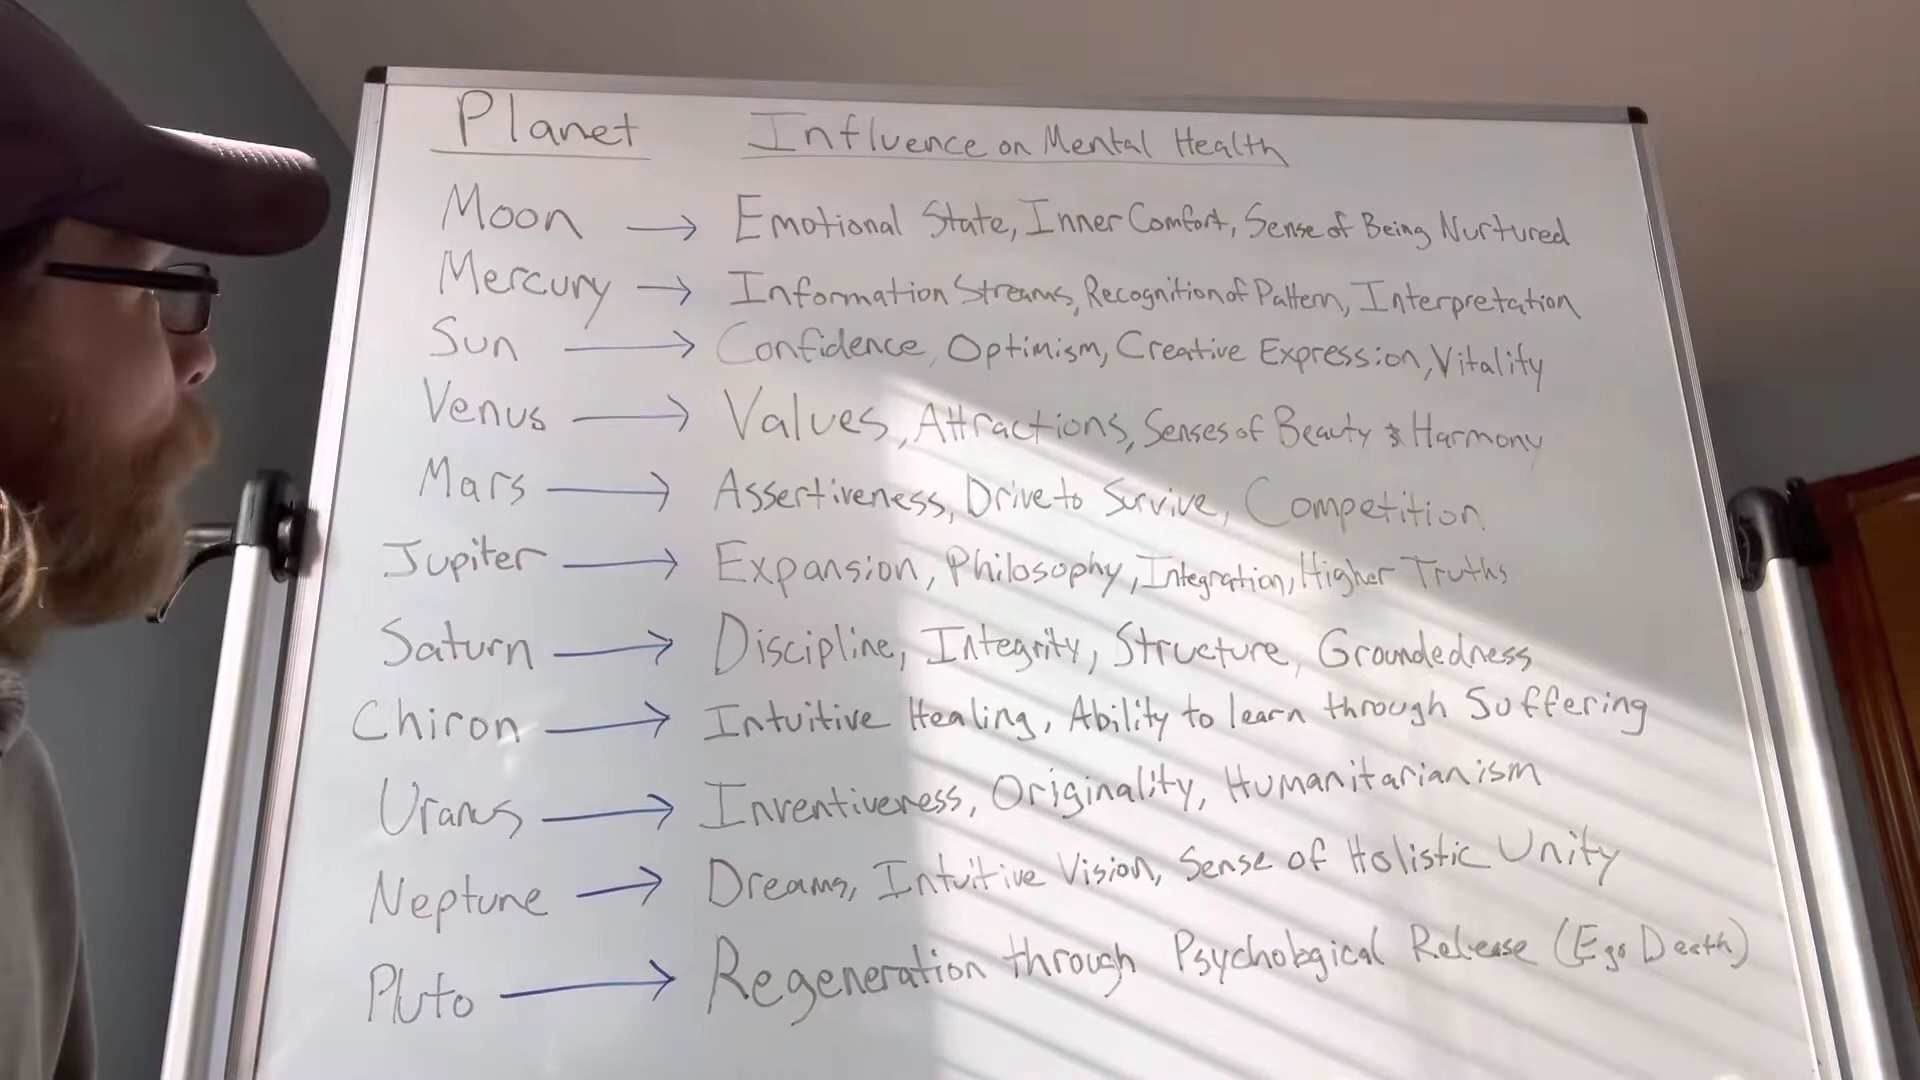 Planet Influence on Mental Health
Moon → Emotional State, Inner Comfort, Sense of Being Nurtured
Mercury → Information Streams, Recognition of Pattern, Interpretation
Sun → Confidence, Optimism, Creative Expression, Vitality
Venus → Values, Attractions, Senses of Beauty & Harmony
Mars → Assertiveness, Drive to Survive, Competition
Jupiter → Expansion, Philosophy, Integration, Higher Truths
Saturn → Discipline, Integrity, Structure, Groundedness
Chiron → Intuitive Healing, Ability to learn through Suffering
Uranus → Inventiveness, Originality, Humanitarianism
Neptune → Dreams, Intuitive Vision, Sense of Holistic Unity
Pluto → Regeneration through Psychological Release (Ego Death)